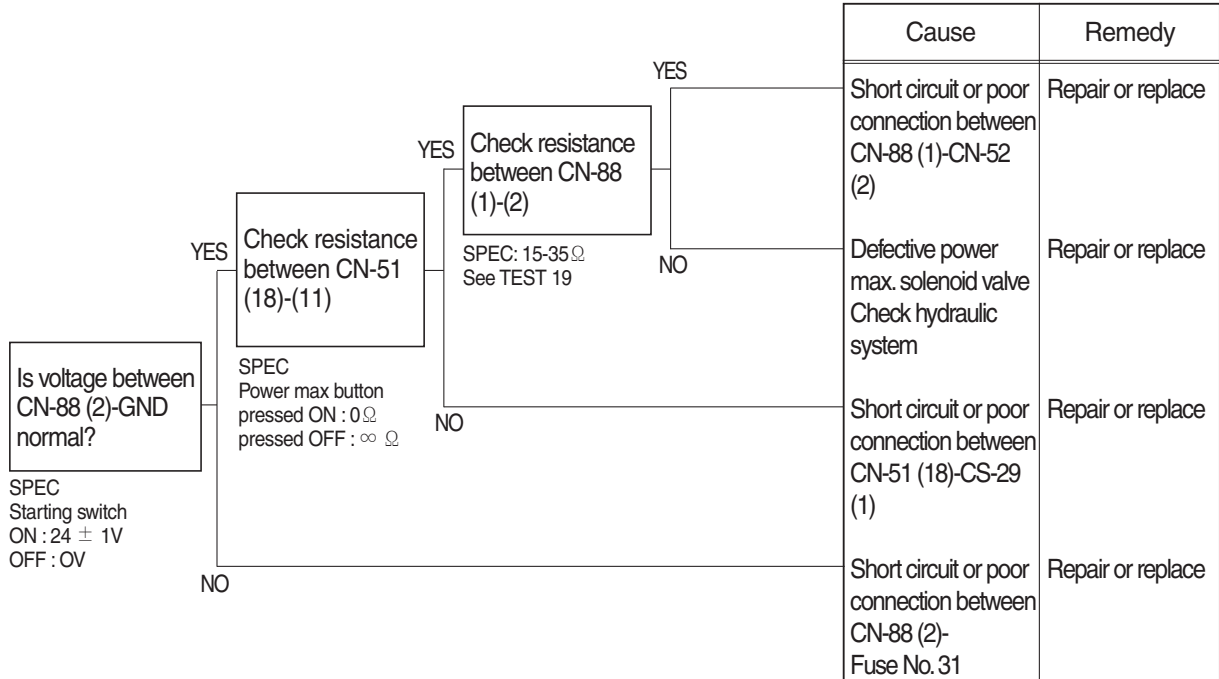 Cause
Remedy
YES
Short circuit or poor
connection between
CN-88 (1)-CN-52
(2)
Repair or replace
YES
Check resistance
between CN-88
(1)-(2)
SPEC: 15-35Ω
See TEST 19
NO
Defective power
max. solenoid valve
Check hydraulic
system
Repair or replace
YES
Check resistance
between CN-51
(18)-(11)
SPEC
Power max button
pressed ON : 0Ω
pressed OFF : ∞ Ω
NO
Short circuit or poor
connection between
CN-51 (18)-CS-29
(1)
Repair or replace
Is voltage between
CN-88 (2)-GND
normal?
SPEC
Starting switch
ON : 24 ± 1V
OFF : OV
NO
Short circuit or poor
connection between
CN-88 (2)-
Fuse No. 31
Repair or replace